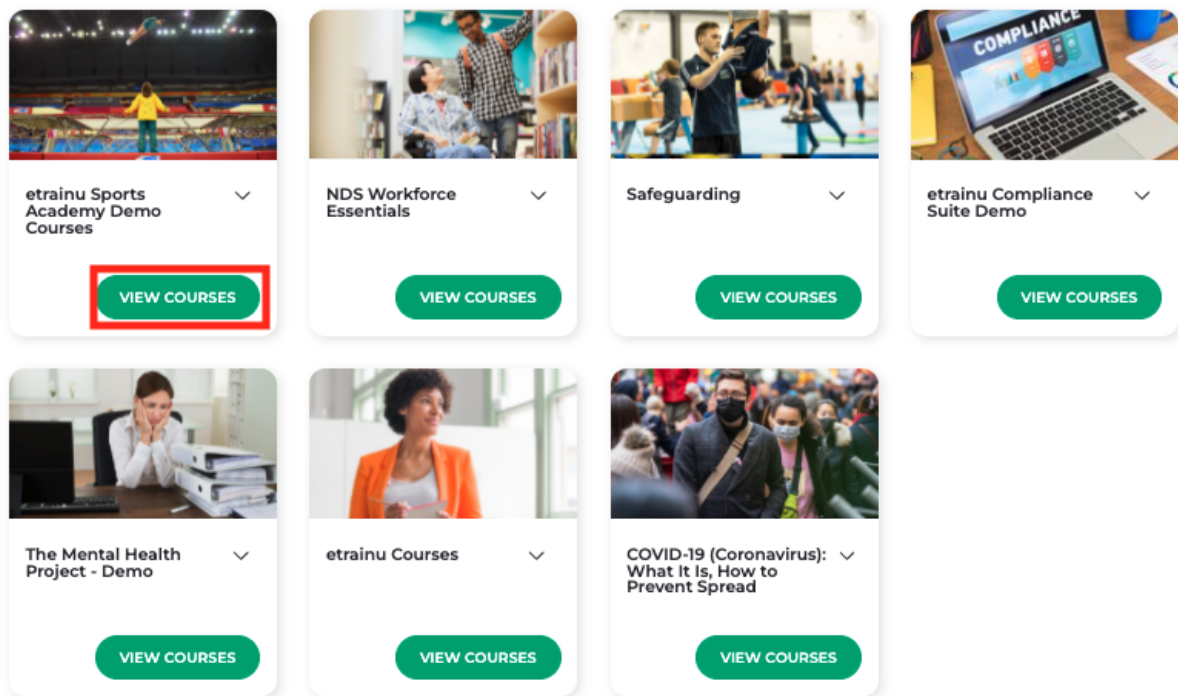 COMPLIANCE
etrainu Sports
Academy Demo
Courses
VIEW COURSES
NDS Workforce
Essentials
VIEW COURSES
Safeguarding
VIEW COURSES
etrainu Compliance
Suite Demo
VIEW COURSES
The Mental Health
Project - Demo
VIEW COURSES
etrainu Courses
VIEW COURSES
COVID-19 (Coronavirus):
What It Is, How to
Prevent Spread
VIEW COURSES